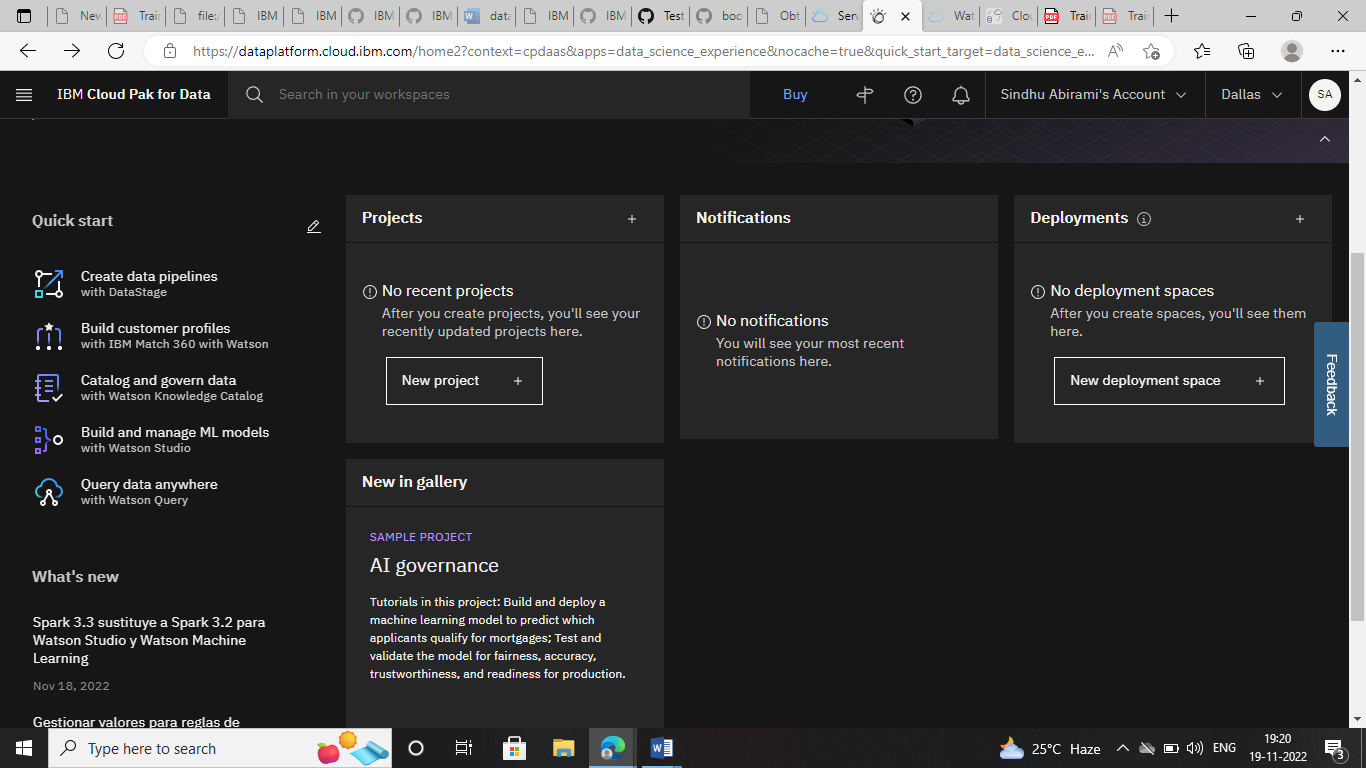 New
Trai
file:/
IBM
IBM
IBM
IBM
data
IBM
IBM
Test
boo
Obt
Serv
Wat
Clou
Trai
Trai
https://dataplatform.cloud.ibm.com/home2?context=cpdaas&apps=data_science_experience&nocache=true&quick_start_target=data_science_e...
IBM Cloud Pak for Data
Search in your workspaces
Buy
Sindhu Abirami's Account
Dallas
SA
Quick start
Create data pipelines
with DataStage
Build customer profiles
with IBM Match 360 with Watson
Catalog and govern data
with Watson Knowledge Catalog
Build and manage ML models
with Watson Studio
Query data anywhere
with Watson Query
What's new
Spark 3.3 sustituye a Spark 3.2 para
Watson Studio y Watson Machine
Learning
Nov 18, 2022
Gestionar valores para reglas de
Projects
No recent projects
After you create projects, you'll see your
recently updated projects here.
New project +
Notifications
No notifications
You will see your most recent
notifications here.
Deployments
No deployment spaces
After you create spaces, you'll see them
here.
New deployment space +
Feedback
New in gallery
SAMPLE PROJECT
AI governance
Tutorials in this project: Build and deploy a
machine learning model to predict which
applicants qualify for mortgages; Test and
validate the model for fairness, accuracy,
trustworthiness, and readiness for production.
Type here to search
25°C Haze
ENG
19:20
19-11-2022
3